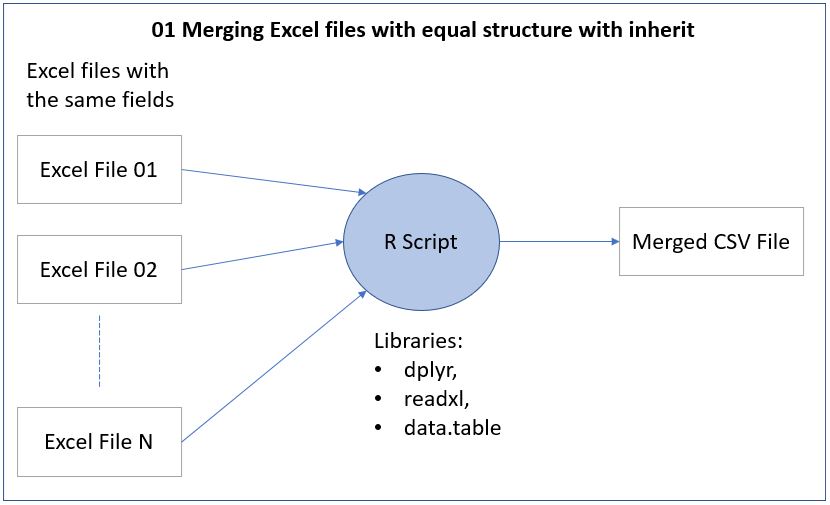 01 Merging Excel files with equal structure with inherit
Excel files with
the same fields
Excel File 01
Excel File 02
Excel File N
R Script
Libraries:
• dplyr,
• readxl,
• data.table
Merged CSV File